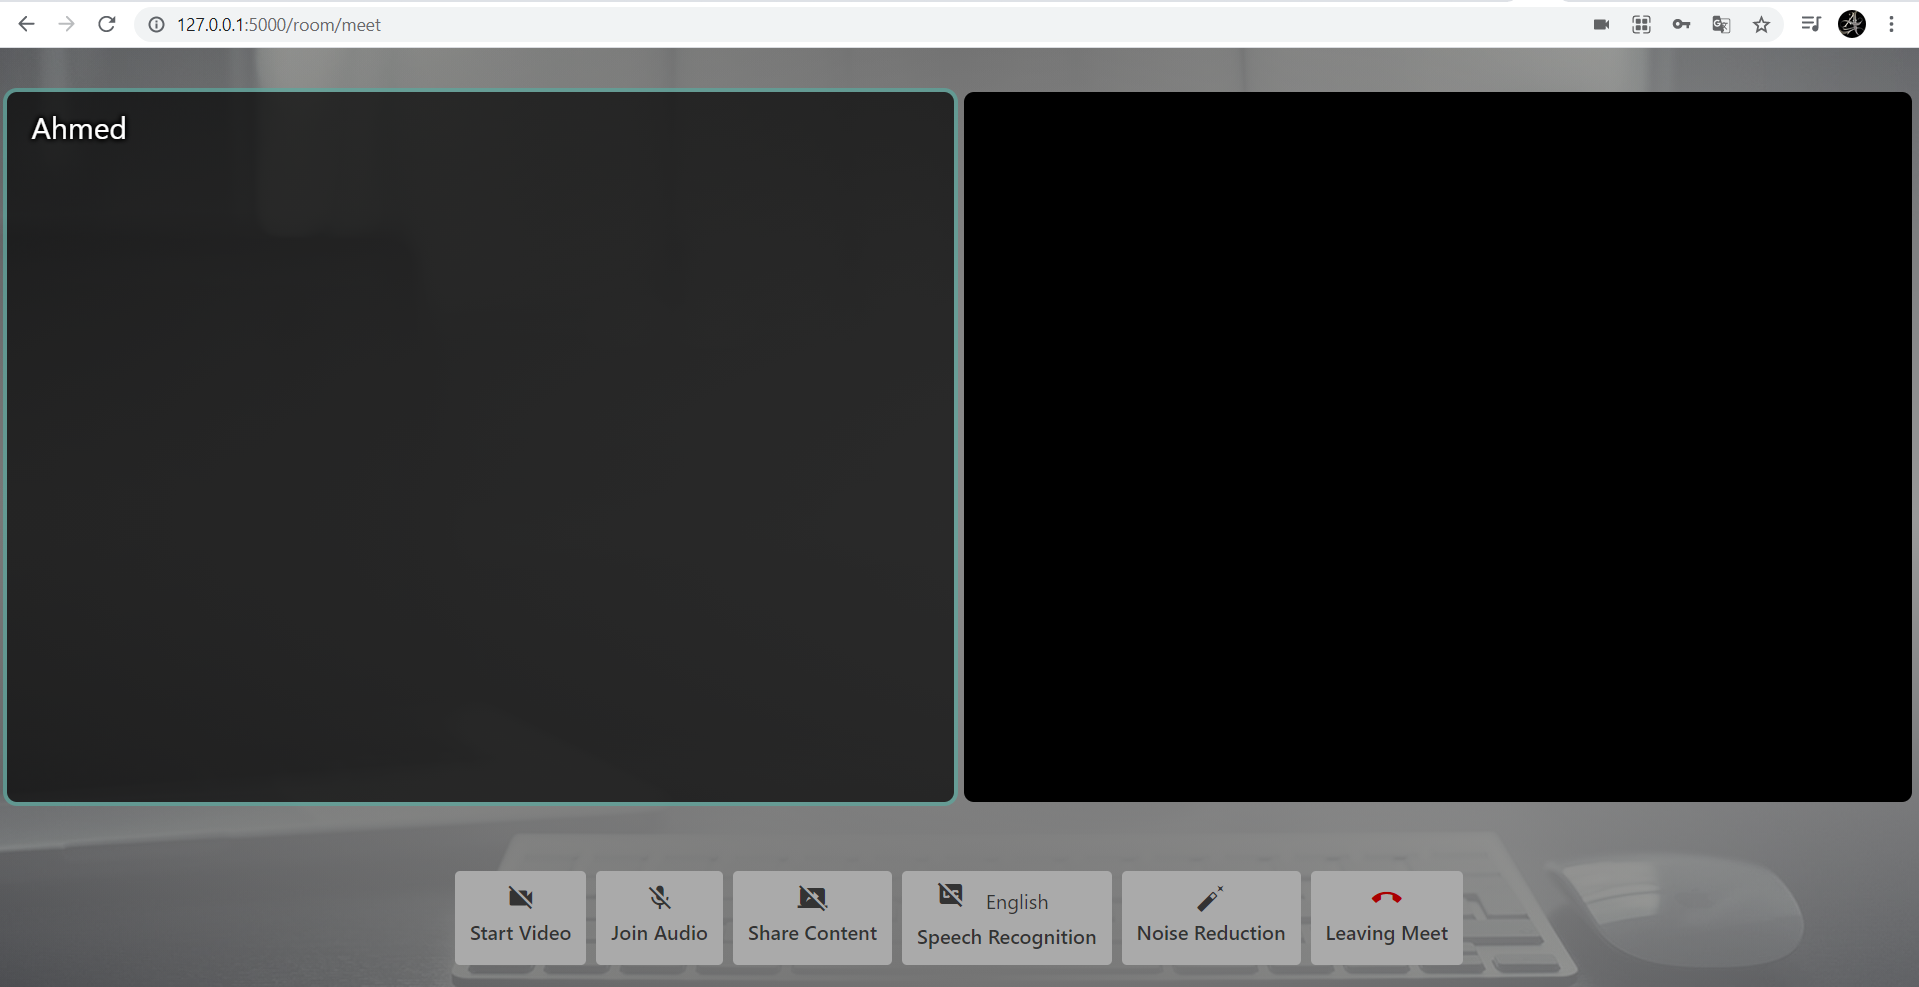 127.0.0.1:5000/room/meet
Ahmed
Start Video
Join Audio
Share Content
English
Speech Recognition
Noise Reduction
Leaving Meet